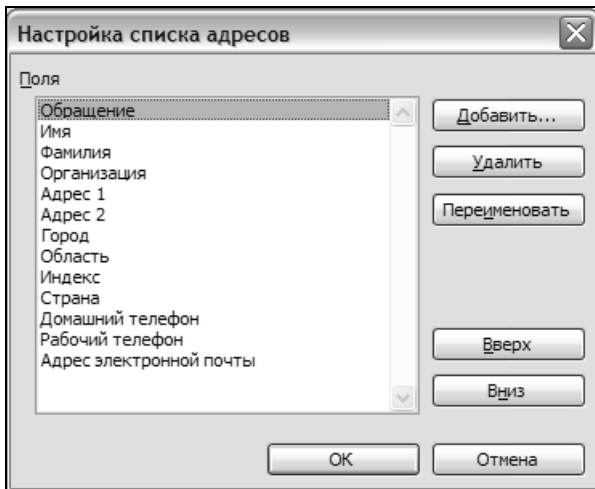 Настройка списка адресов
Поля
Обращение
Имя
Фамилия
Организация
Адрес 1
Адрес 2
Город
Область
Индекс
Страна
Домашний телефон
Рабочий телефон
Адрес электронной почты
Добавить...
Удалить
Переименовать
Вверх
Вниз
ОК
Отмена